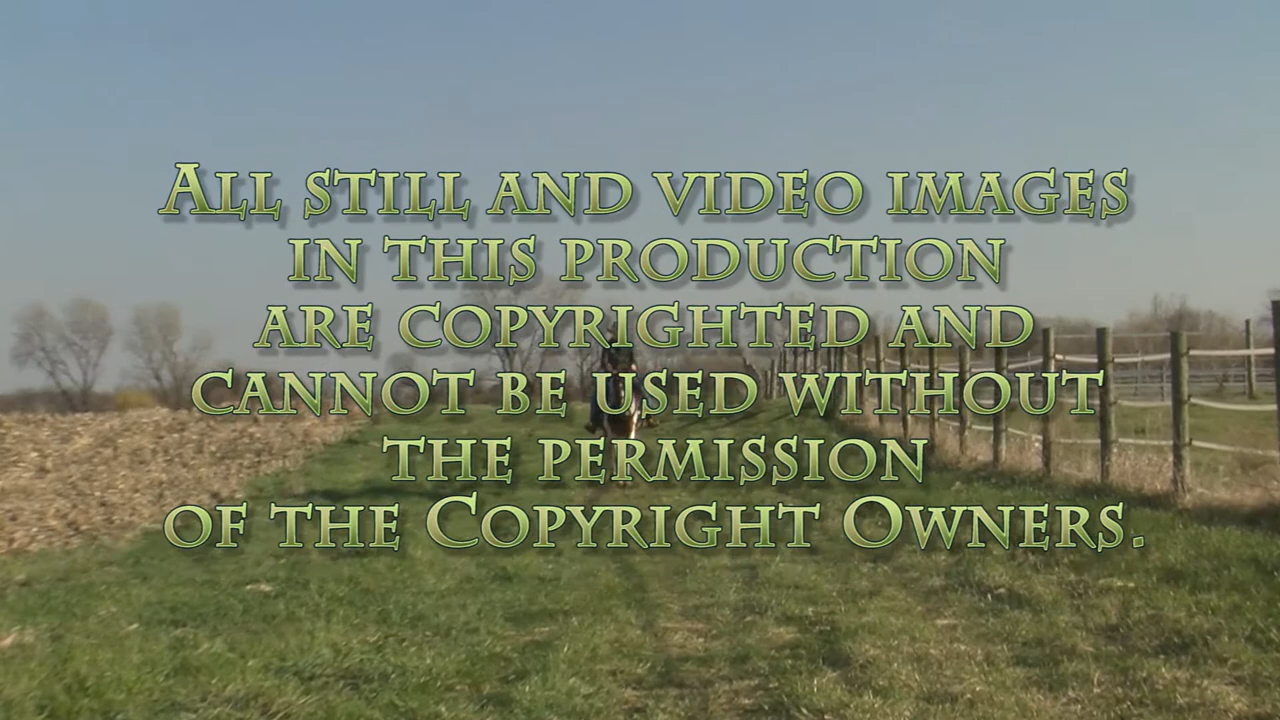 All still and video images
in this production
are copyrighted and
cannot be used without
the permission
of the Copyright Owners.